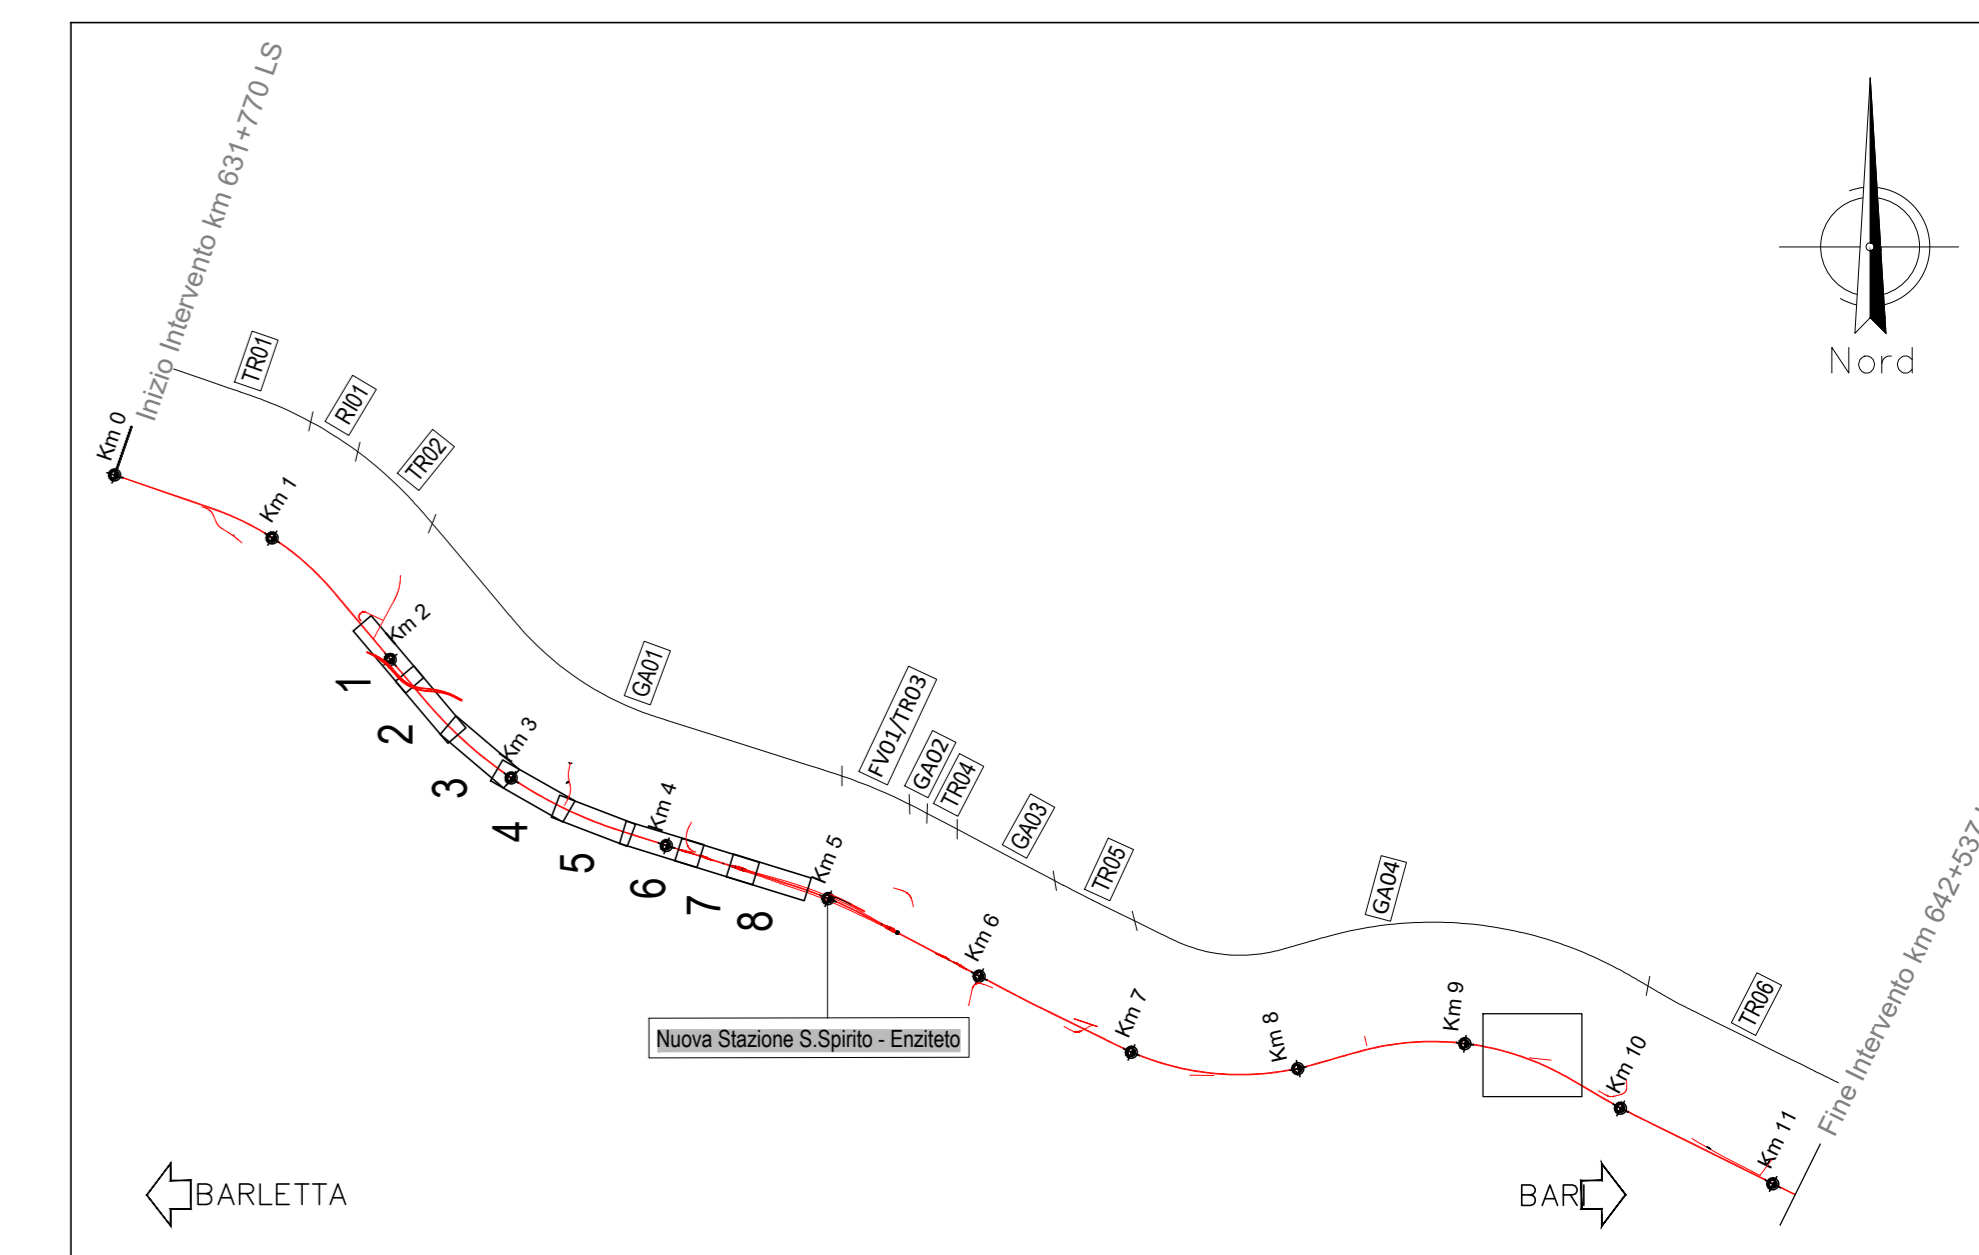 Inizio Intervento km 631+770 LS
Nord
TR01
RI01
TR02
GA01
FV01/TR03
GA02
TR04
GA03
TR05
GA04
TR06
Km 0
Km 1
Km 2
Km 3
Km 4
Km 5
Km 6
Km 7
Km 8
Km 9
Km 10
Km 11
1
2
3
4
5
6
7
8
Nuova Stazione S.Spirito - Enziteto
Fine Intervento km 642+537
BARLETTA
BARI